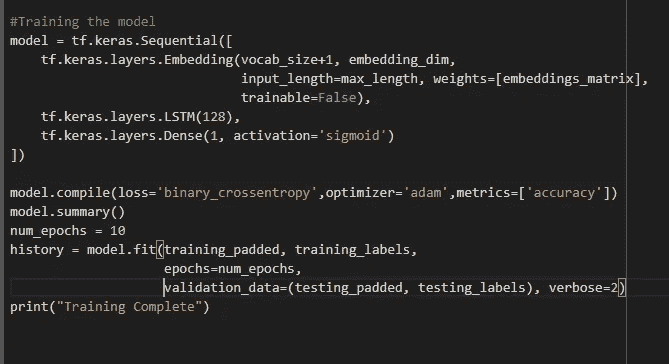 #Training the model
model = tf.keras.Sequential([
    tf.keras.layers.Embedding(vocab_size+1, embedding_dim,
                              input_length=max_length, weights=[embeddings_matrix],
                              trainable=False),
    tf.keras.layers.LSTM(128),
    tf.keras.layers.Dense(1, activation='sigmoid')
])
model.compile(loss='binary_crossentropy',optimizer='adam',metrics=['accuracy'])
model.summary()
num_epochs = 10
history = model.fit(training_padded, training_labels,
                    epochs=num_epochs,
                    validation_data=(testing_padded, testing_labels), verbose=2)
print("Training Complete")